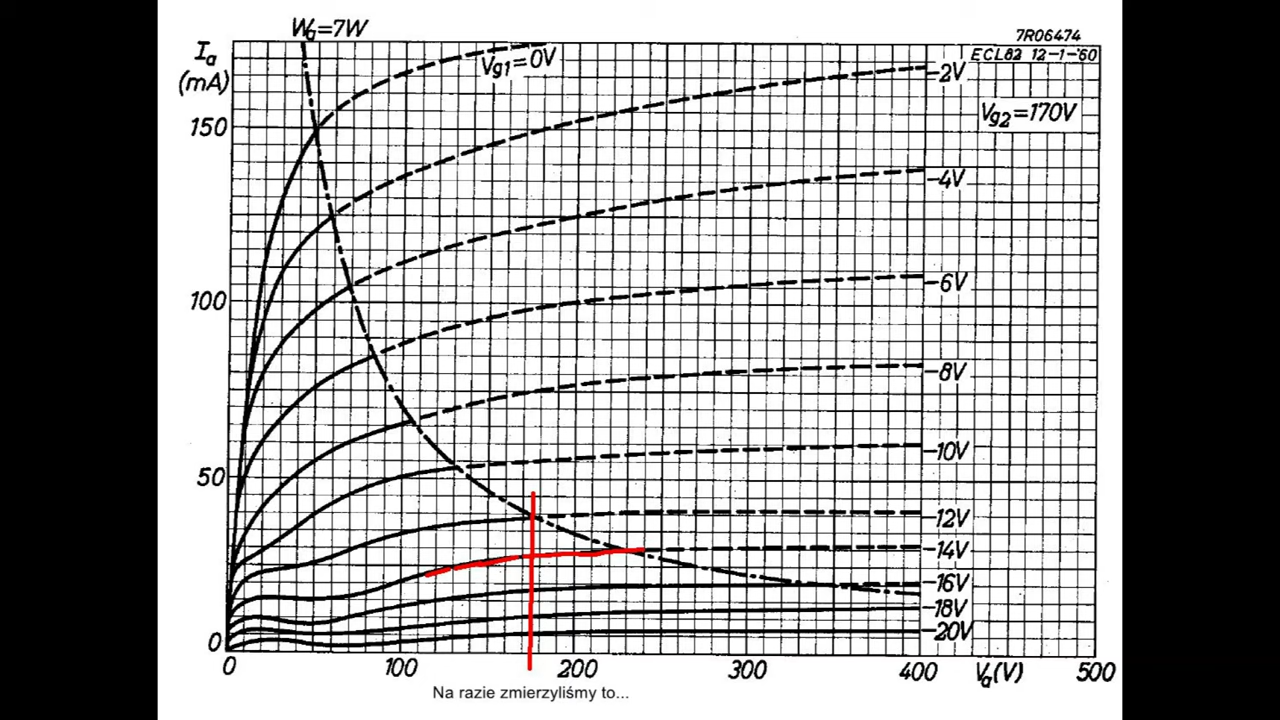 W₀=7W
7R06474
ECL82 12-1-'60
Iₐ
(mA)
Vg1=0V
-2V
Vg2=170V
150
-4V
-6V
100
-8V
-10V
50
-12V
-14V
-16V
-18V
-20V
0
0 100 200 300 400 Vₐ(V) 500
Na razie zmierzyliśmy to...